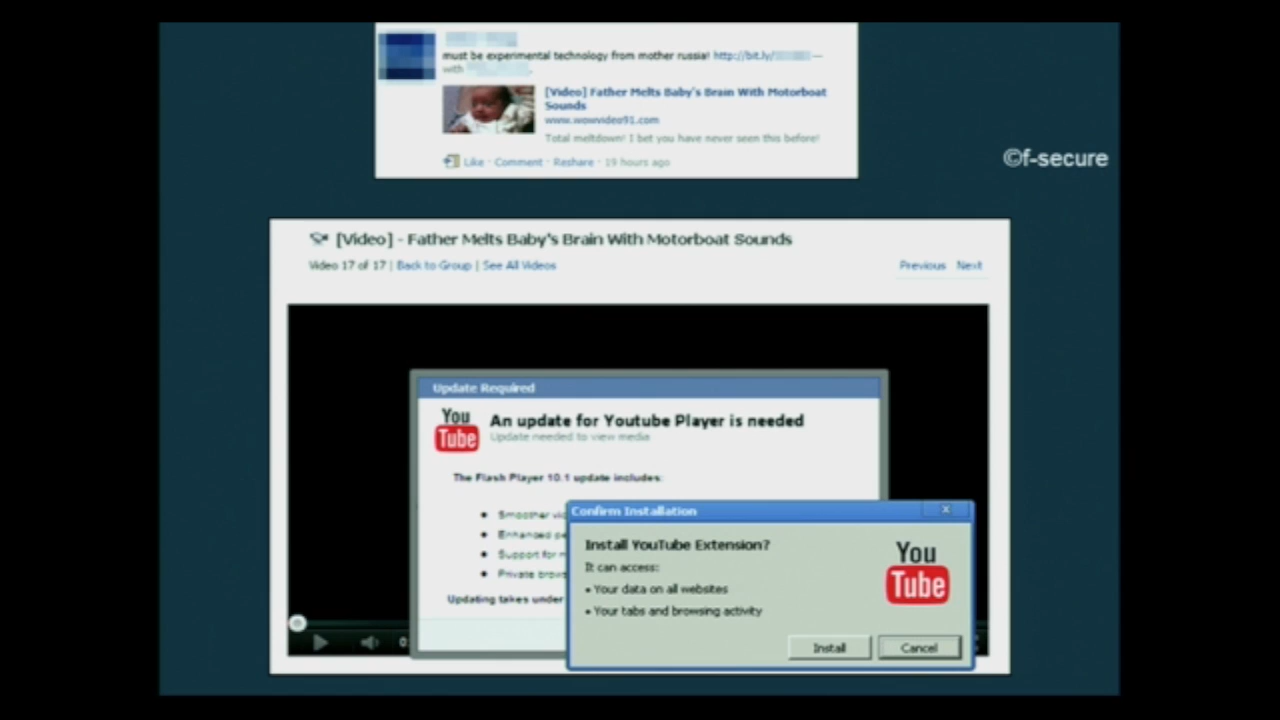 must be experimental technology from mother russia! http://bit.ly/
with
[Video] Father Melts Baby's Brain With Motorboat
Sounds
www.wowvideo91.com
Total meltdown! I bet you have never seen this before!
Like · Comment · Reshare · 19 hours ago
©f-secure
[Video] - Father Melts Baby's Brain With Motorboat Sounds
Video 17 of 17 | Back to Group | See All Videos
Previous Next
Update Required
You
Tube
An update for Youtube Player is needed
Update needed to view media
The Flash Player 10.1 update includes:
• Smoother
• Enhanced
• Support for
• Private
Updating takes under
Confirm Installation
Install YouTube Extension?
It can access:
• Your data on all websites
• Your tabs and browsing activity
You
Tube
Install
Cancel